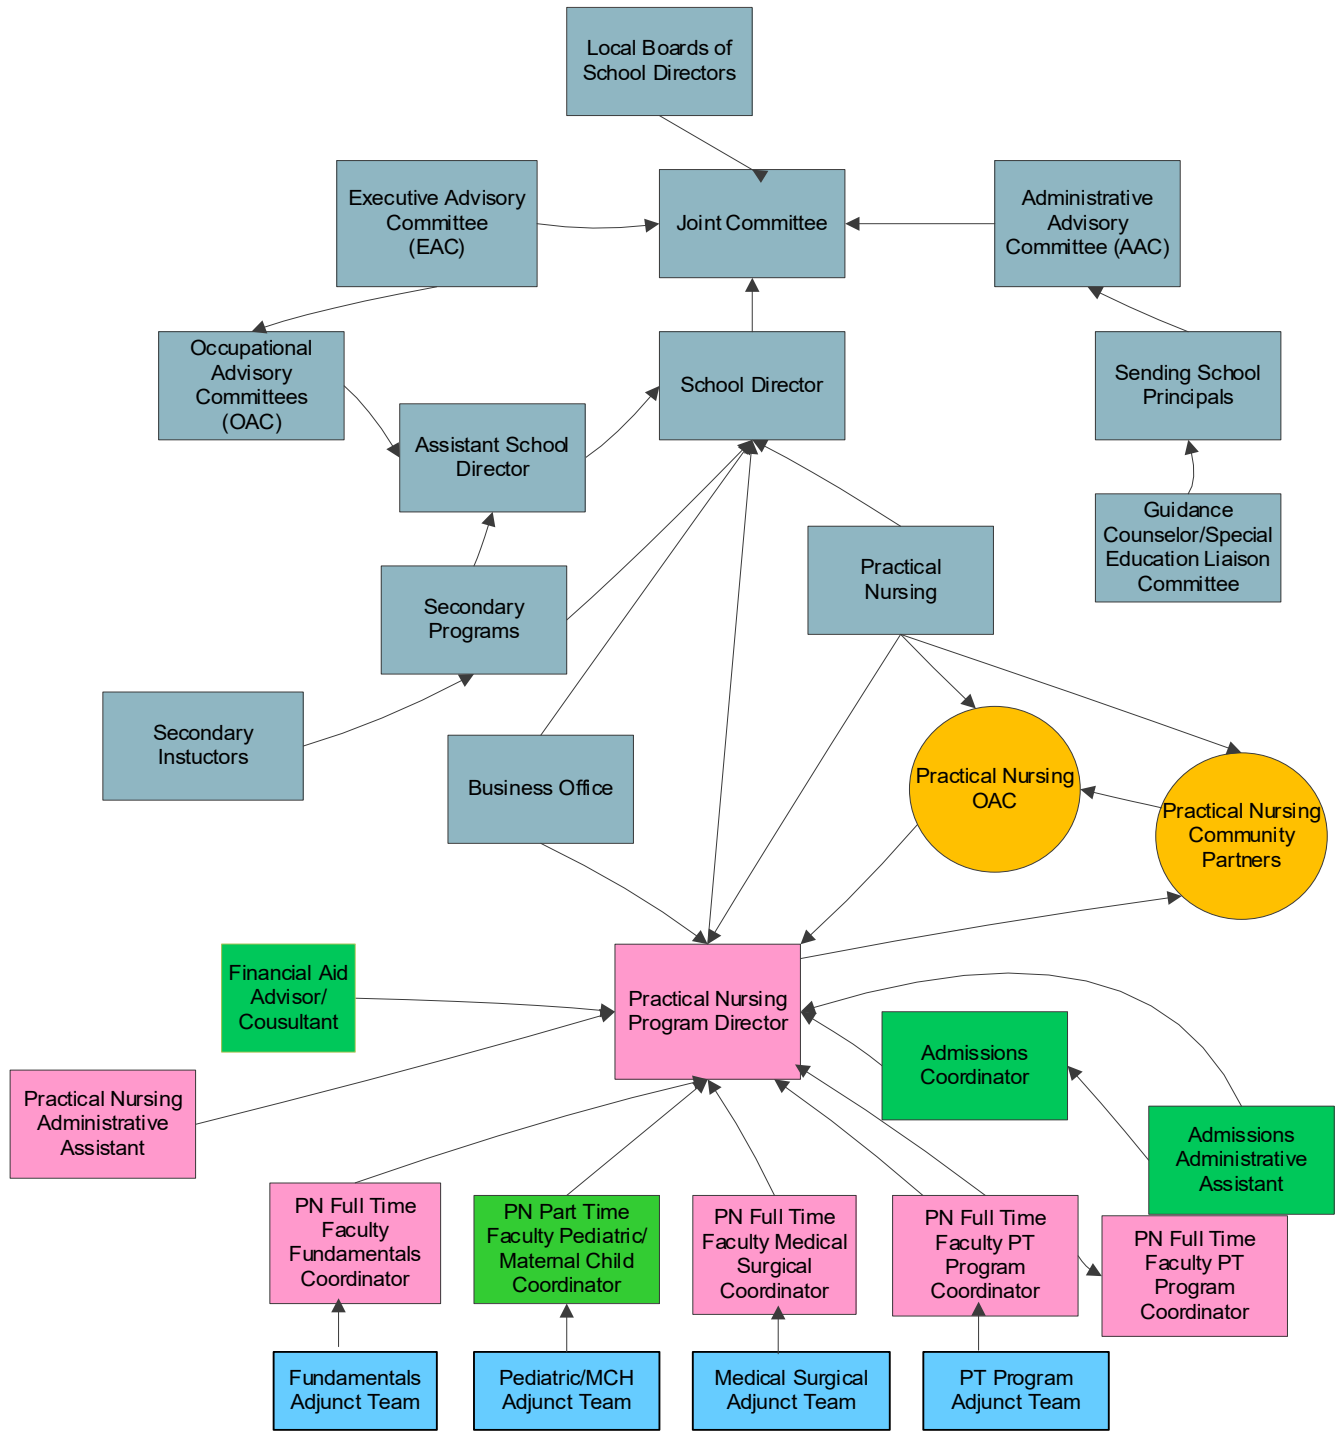 Local Boards of
School Directors
Executive Advisory
Committee
(EAC)
Joint Committee
Administrative
Advisory
Committee (AAC)
Occupational
Advisory
Committees
(OAC)
School Director
Sending School
Principals
Assistant School
Director
Guidance
Counselor/Special
Education Liaison
Committee
Practical
Nursing
Secondary
Programs
Secondary
Instuctors
Business Office
Practical Nursing
OAC
Practical Nursing
Community
Partners
Financial Aid
Advisor/
Cousultant
Practical Nursing
Program Director
Admissions
Coordinator
Practical Nursing
Administrative
Assistant
Admissions
Administrative
Assistant
PN Full Time
Faculty
Fundamentals
Coordinator
PN Part Time
Faculty Pediatric/
Maternal Child
Coordinator
PN Full Time
Faculty Medical
Surgical
Coordinator
PN Full Time
Faculty PT
Program
Coordinator
PN Full Time
Faculty PT
Program
Coordinator
Fundamentals
Adjunct Team
Pediatric/MCH
Adjunct Team
Medical Surgical
Adjunct Team
PT Program
Adjunct Team